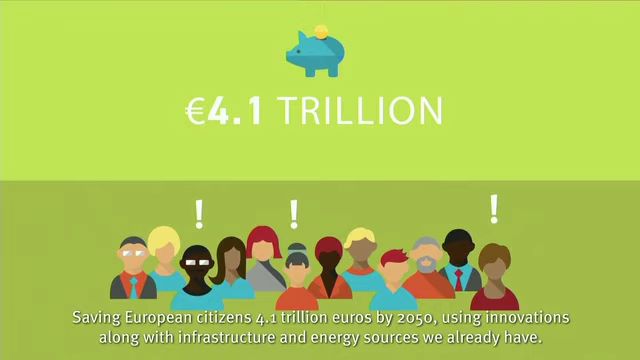 €4.1 TRILLION
! ! !
Saving European citizens 4.1 trillion euros by 2050, using innovations
along with infrastructure and energy sources we already have.